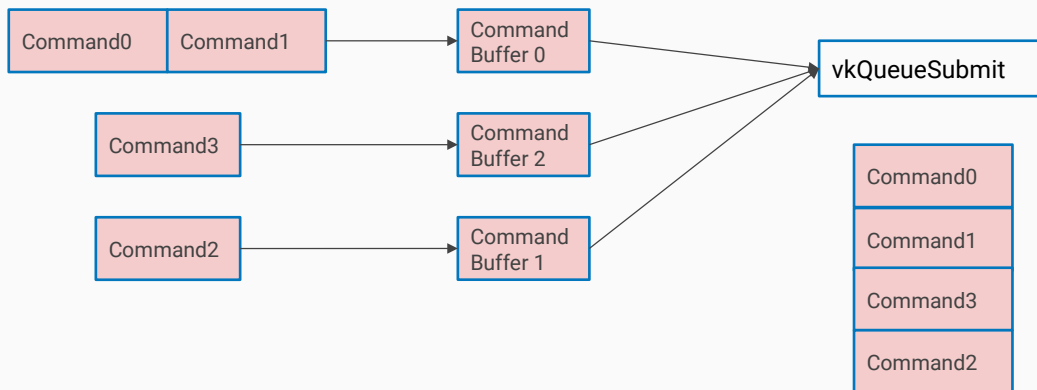 Command0
Command1
Command
Buffer 0
vkQueueSubmit
Command3
Command
Buffer 2
Command2
Command
Buffer 1
Command0
Command1
Command3
Command2